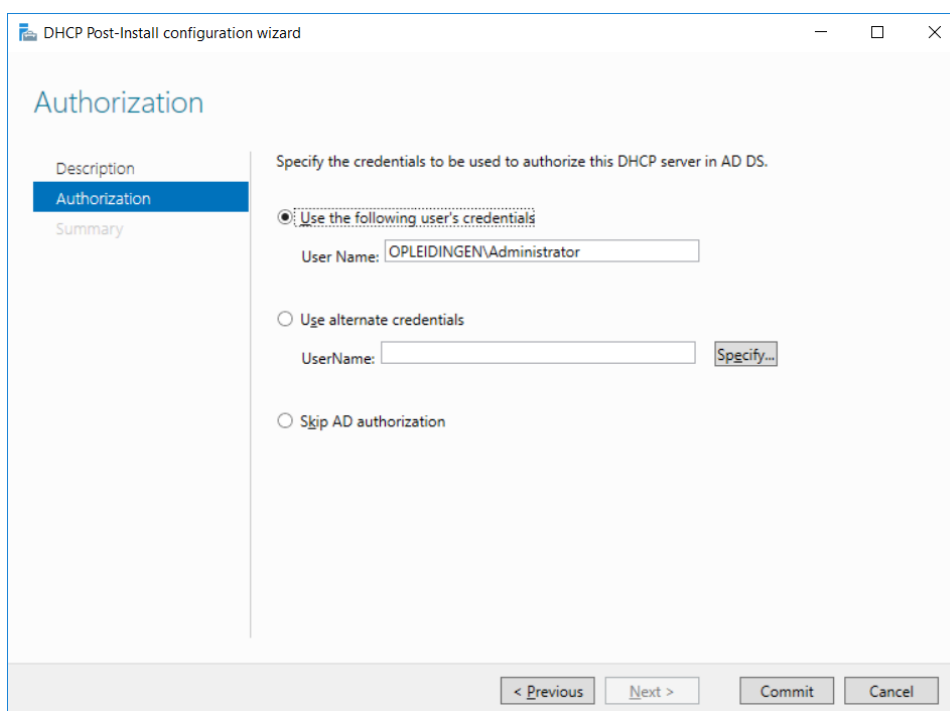 DHCP Post-Install configuration wizard
Authorization
Description
Authorization
Summary
Specify the credentials to be used to authorize this DHCP server in AD DS.
Use the following user's credentials
User Name: OPLEIDINGEN\Administrator
Use alternate credentials
UserName:
Specify...
Skip AD authorization
< Previous
Next >
Commit
Cancel